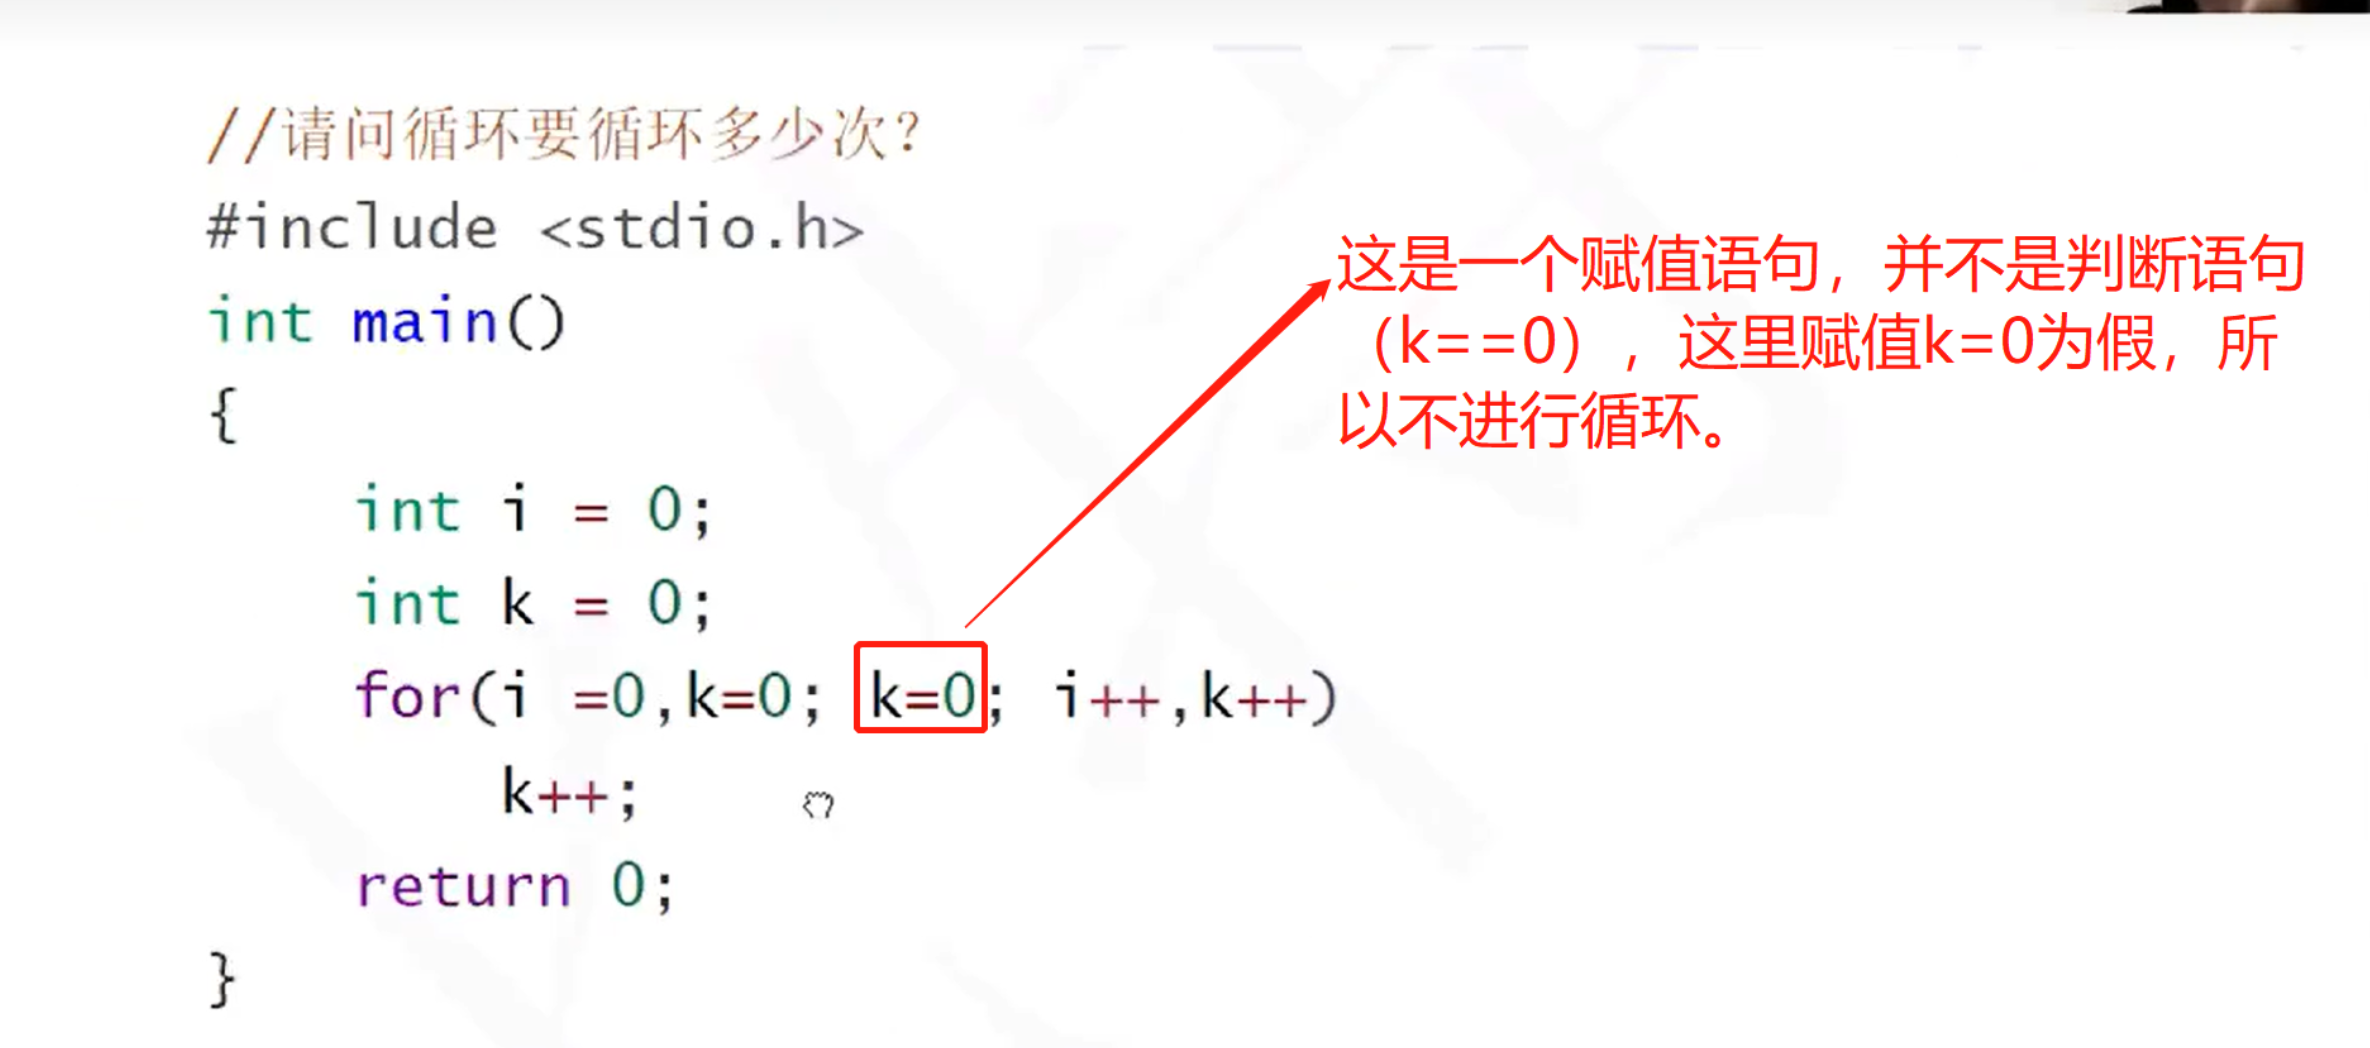 //请问循环要循环多少次?
#include <stdio.h>
int main()
{
int i = 0;
int k = 0;
for(i =0,k=0; k=0; i++,k++)
k++;
return 0;
}
这是一个赋值语句，并不是判断语句
（k==0），这里赋值k=0为假，所
以不进行循环。